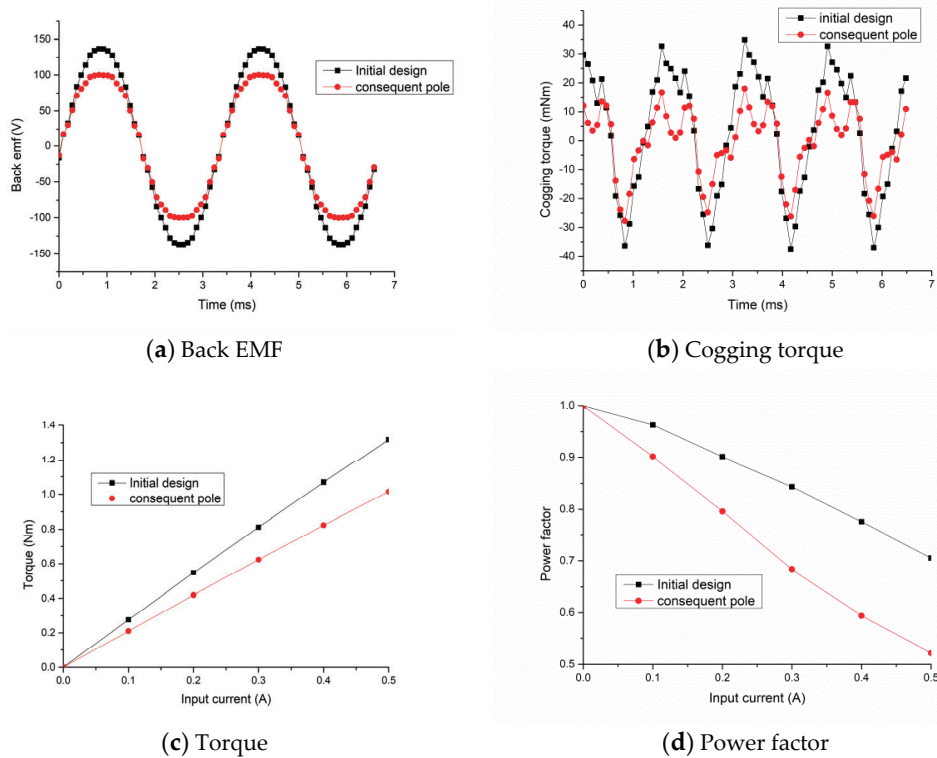 150
100
50
0
-50
-100
-150
Back emf (V)
Initial design
consequent pole
0 1 2 3 4 5 6 7
Time (ms)
(a) Back EMF
40
30
20
10
0
-10
-20
-30
-40
Cogging torque (mNm)
initial design
consequent pole
0 1 2 3 4 5 6 7
Time (ms)
(b) Cogging torque
1.4
1.2
1.0
0.8
0.6
0.4
0.2
0.0
Torque (Nm)
Initial design
consequent pole
0.0 0.1 0.2 0.3 0.4 0.5
Input current (A)
(c) Torque
1.0
0.9
0.8
0.7
0.6
0.5
Power factor
Initial design
consequent pole
0.0 0.1 0.2 0.3 0.4 0.5
Input current (A)
(d) Power factor